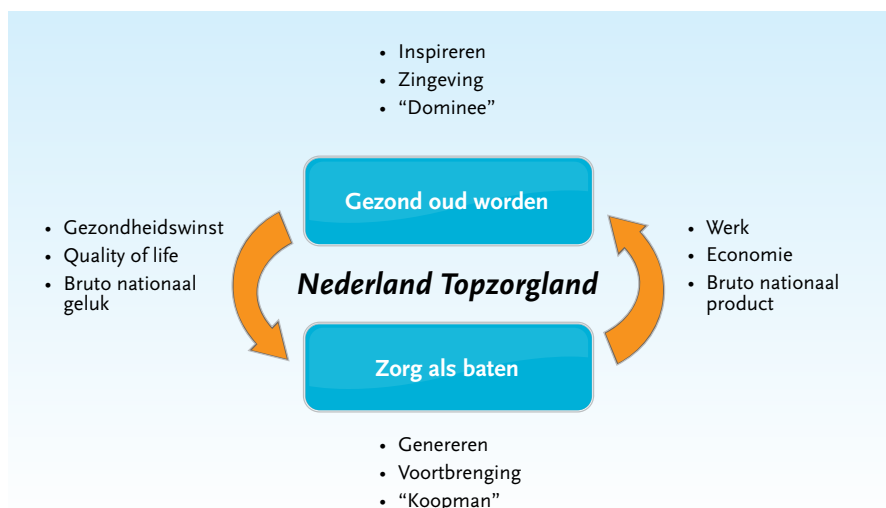 • Inspireren
• Zingeving
• “Dominee”
Gezond oud worden
• Gezondheidswinst
• Quality of life
• Bruto nationaal
geluk
Nederland Topzorgland
• Werk
• Economie
• Bruto nationaal
product
Zorg als baten
• Genereren
• Voortbrenging
• “Koopman”